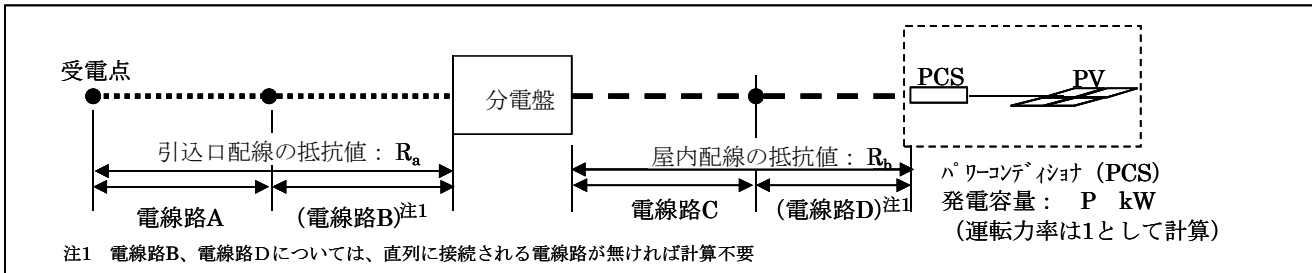 受電点
分電盤
PCS
PV
引込口配線の抵抗値： Ra
屋内配線の抵抗値： Rb
電線路A
(電線路B)注1
電線路C
(電線路D)注1
ﾊﾟﾜｰｺﾝﾃﾞｨｼｮﾅ（PCS）
発電容量： P kW
（運転力率は1として計算）
注1 電線路B、電線路Dについては、直列に接続される電線路が無ければ計算不要